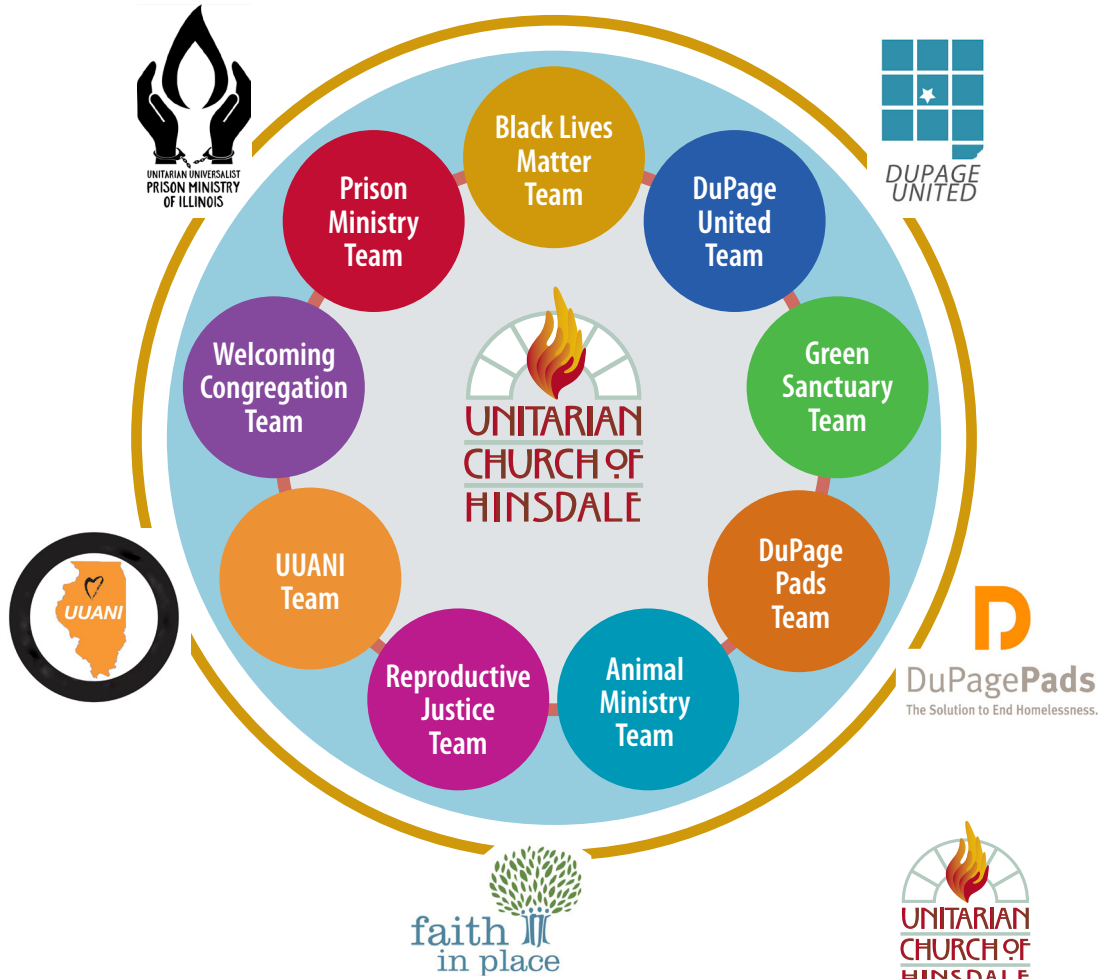 UNITARIAN UNIVERSALIST
PRISON MINISTRY
OF ILLINOIS
DUPAGE
UNITED
Black Lives
Matter
Team
Prison
Ministry
Team
DuPage
United
Team
Welcoming
Congregation
Team
Green
Sanctuary
Team
UNITARIAN
CHURCH OF
HINSDALE
UUANI
Team
DuPage
Pads
Team
UUANI
Reproductive
Justice
Team
Animal
Ministry
Team
D
DuPagePads
The Solution to End Homelessness.
faith
in place
UNITARIAN
CHURCH OF
HINSDALE